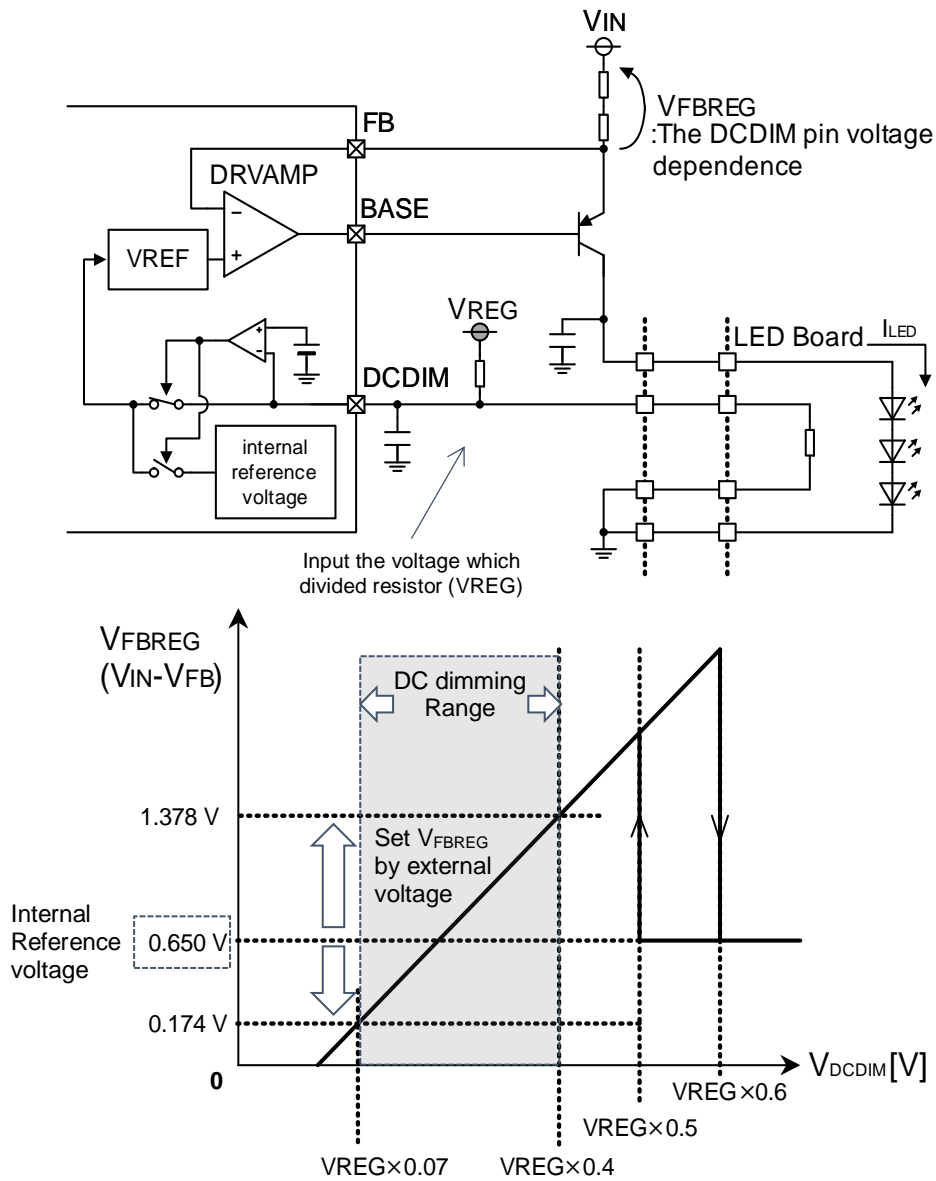 VIN
VFBREG
:The DCDIM pin voltage
dependence
FB
DRVAMP
BASE
−
+
VREF
VREG
LED Board
ILED
+
-
DCDIM
internal
reference
voltage
Input the voltage which
divided resistor (VREG)
VFBREG
(VIN-VFB)
DC dimming
Range
1.378 V
Set VFBREG
by external
voltage
Internal
Reference
voltage
0.650 V
0.174 V
0
VDCDIM [V]
VREG×0.6
VREG×0.5
VREG×0.07
VREG×0.4